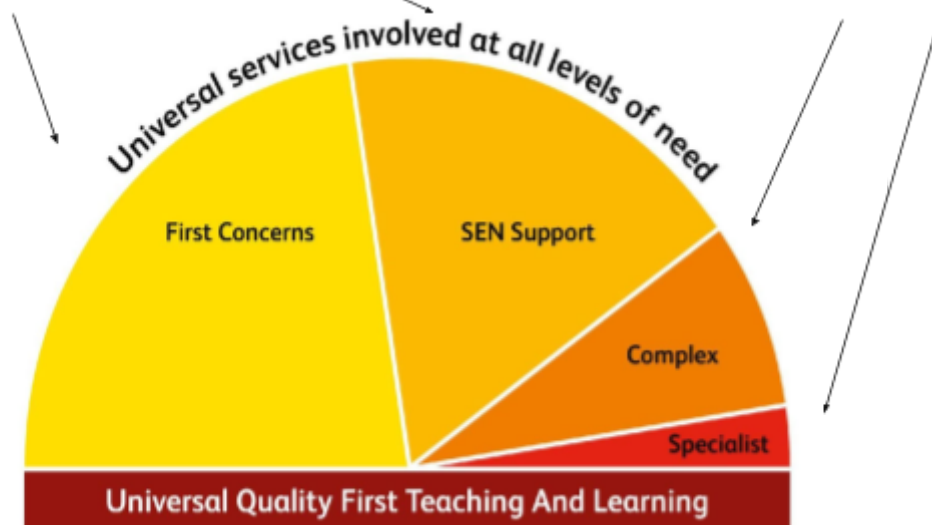 Universal services involved at all levels of need
First Concerns
SEN Support
Complex
Specialist
Universal Quality First Teaching And Learning